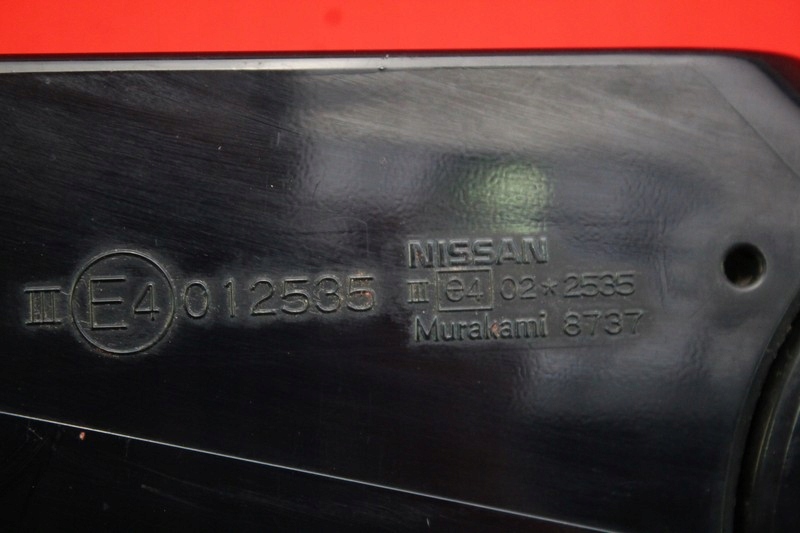 III E4 012535
NISSAN
III e4 02*2535
Murakami 8737